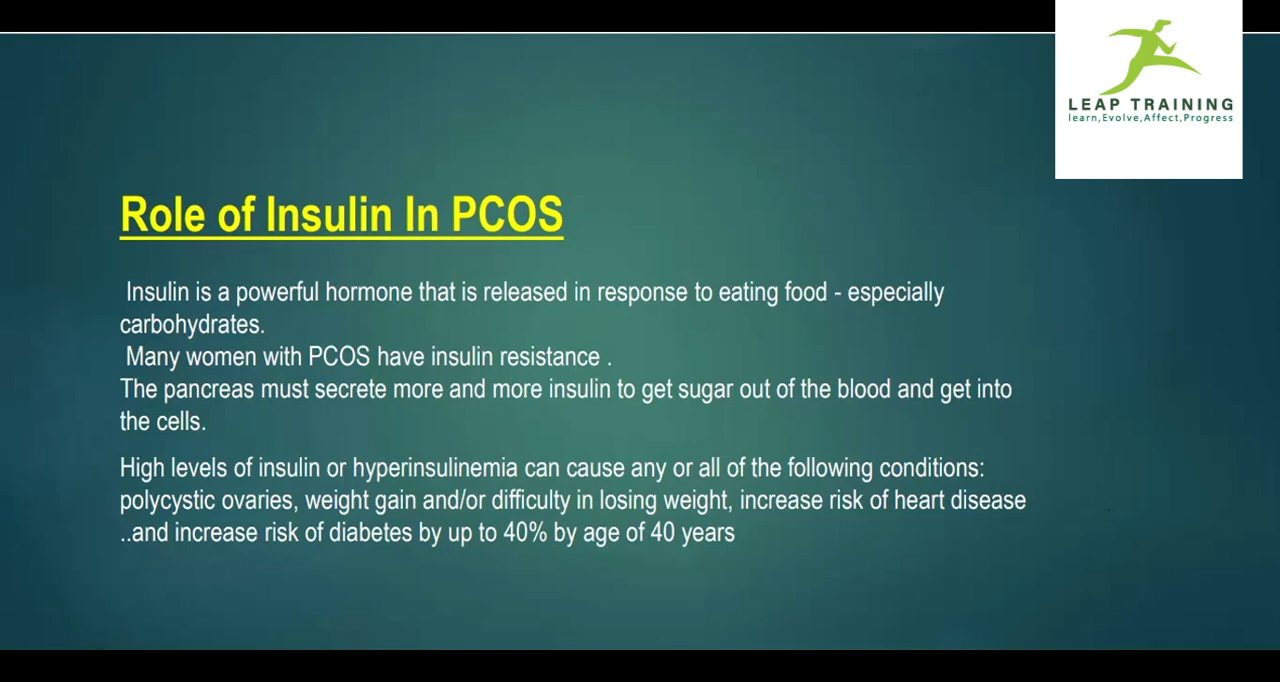 LEAP TRAINING
learn,Evolve,Affect,Progress
Role of Insulin In PCOS
Insulin is a powerful hormone that is released in response to eating food - especially
carbohydrates.
Many women with PCOS have insulin resistance .
The pancreas must secrete more and more insulin to get sugar out of the blood and get into
the cells.
High levels of insulin or hyperinsulinemia can cause any or all of the following conditions:
polycystic ovaries, weight gain and/or difficulty in losing weight, increase risk of heart disease
..and increase risk of diabetes by up to 40% by age of 40 years